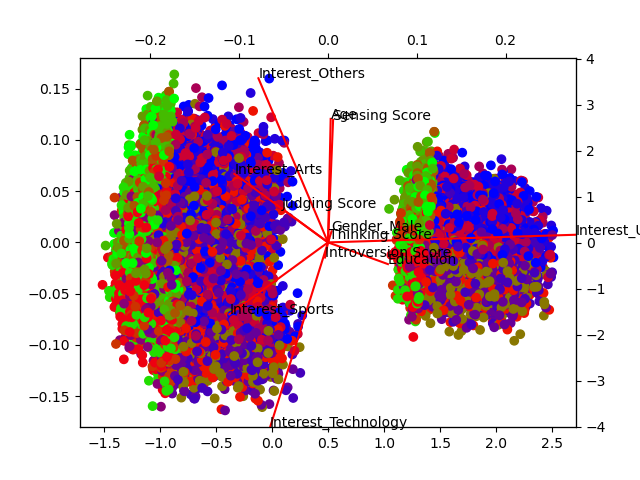 −0.2 −0.1 0.0 0.1 0.2
0.15
0.10
0.05
0.00
−0.05
−0.10
−0.15
4
3
2
1
0
−1
−2
−3
−4
Interest_Others
Age
Sensing Score
Interest_Arts
Judging Score
Gender_Male
Thinking Score
Interest_U
Introversion Score
Education
Interest_Sports
Interest_Technology
−1.5 −1.0 −0.5 0.0 0.5 1.0 1.5 2.0 2.5